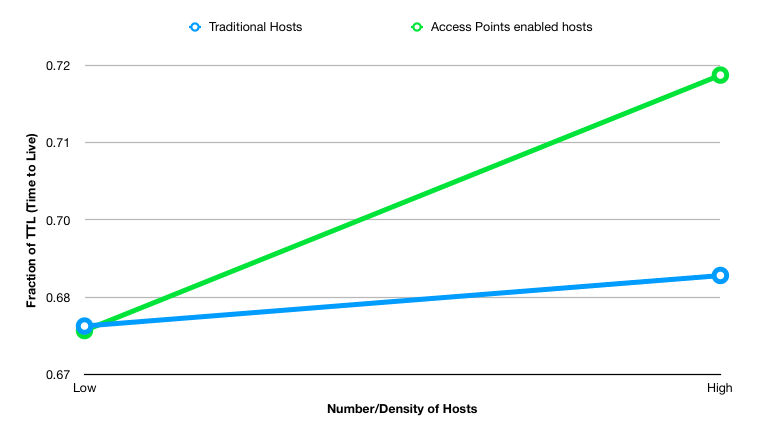 Traditional Hosts
Access Points enabled hosts
0.72
0.71
0.70
0.68
0.67
Fraction of TTL (Time to Live)
Low
High
Number/Density of Hosts